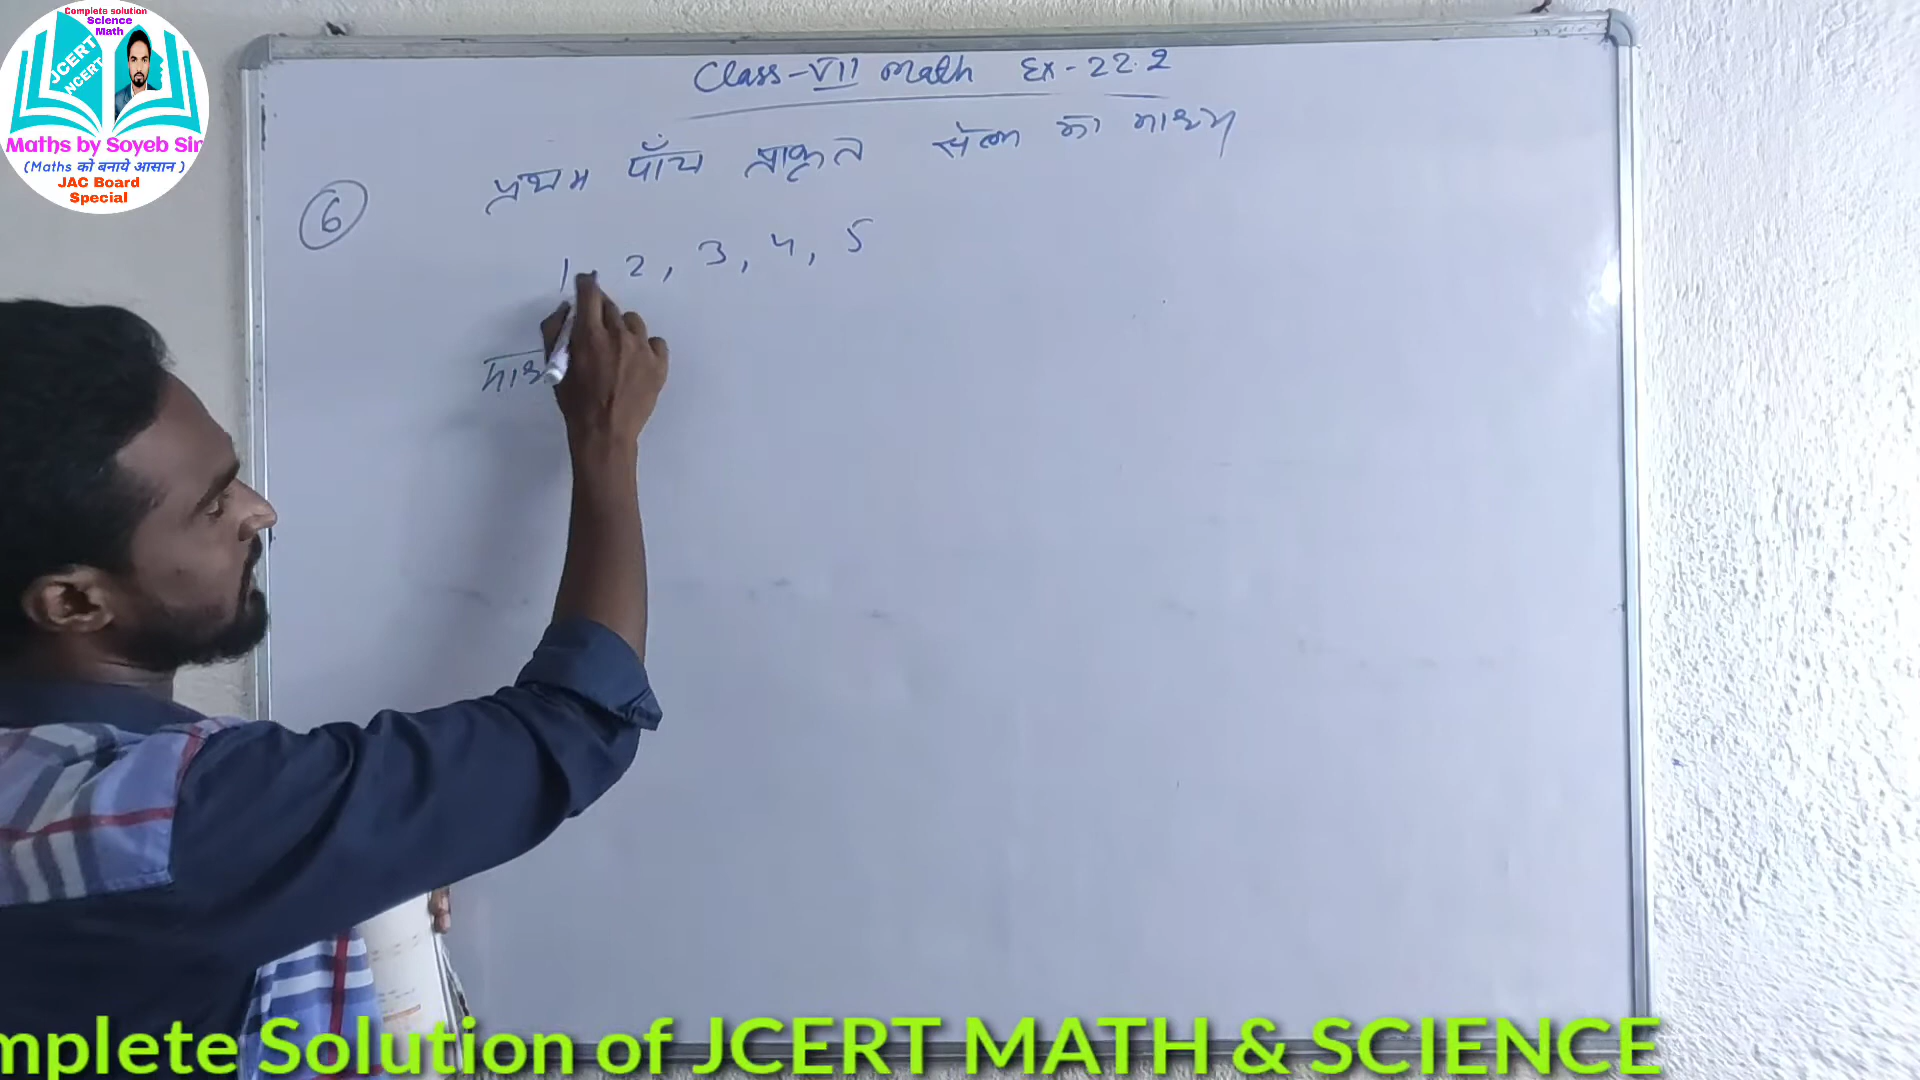 Complete solution
Science
Math
JCERT
NCERT
Maths by Soyeb Sir
(Maths को बनाये आसान )
JAC Board
Special
Class-VII Math Ex-22.2
6
प्रथम पाँच प्राकृत संख्या का माध्य
1, 2, 3, 4, 5
माध्य
mplete Solution of JCERT MATH & SCIENCE